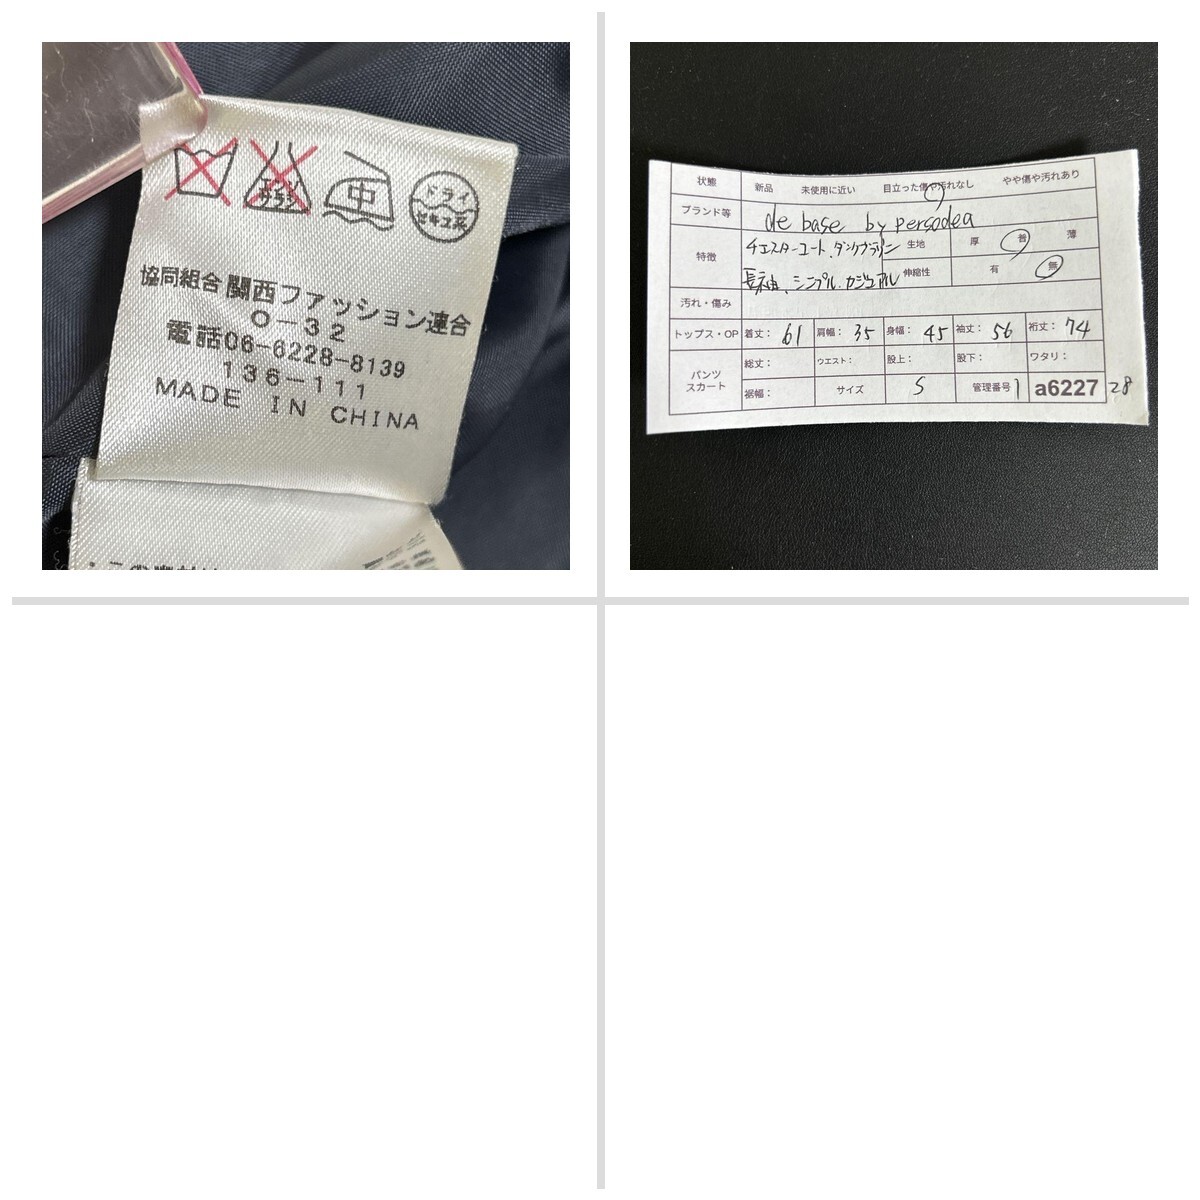 エンソ
サラシ
中
ドライ
セキユ系
協同組合関西ファッション連合
O-32
電話06-6228-8139
136-111
MADE IN CHINA
状態 新品 未使用に近い 目立った傷や汚れなし やや傷や汚れあり
ブランド等 de base by persodea
特徴 チェスターコート、ダークブラウン 生地 厚 普 薄
長袖、シンプル、カジュアル 伸縮性 有 無
汚れ・傷み
トップス・OP 着丈: 61 肩幅: 35 身幅: 45 袖丈: 56 裄丈: 74
パンツ スカート 総丈: ウエスト: 股上: 股下: ワタリ:
裾幅: サイズ S 管理番号 1 a6227 28